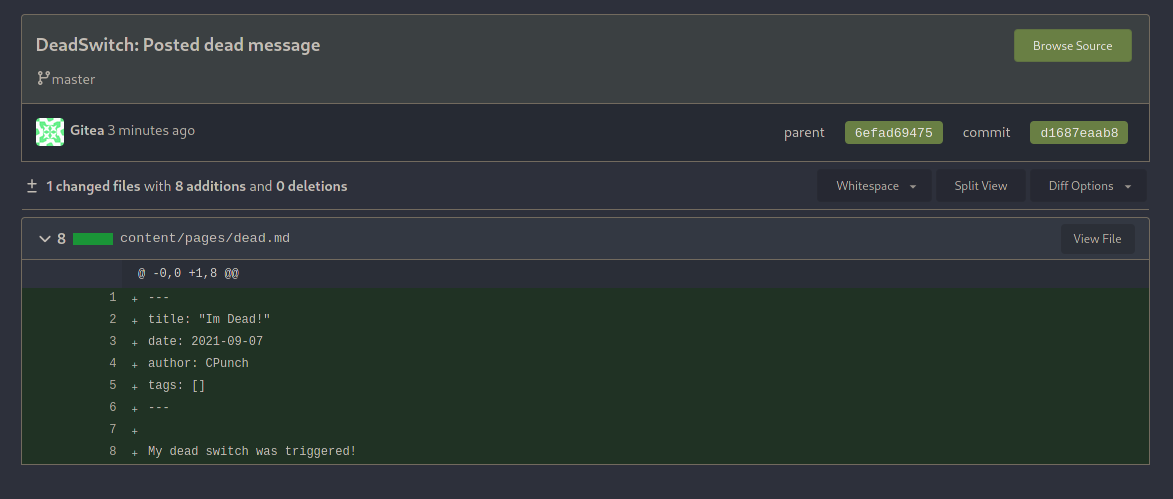 DeadSwitch: Posted dead message
Browse Source
master
Gitea 3 minutes ago
parent 6efad69475 commit d1687eaab8
1 changed files with 8 additions and 0 deletions
Whitespace Split View Diff Options
8 content/pages/dead.md View File
@ -0,0 +1,8 @@
1 + ---
2 + title: "Im Dead!"
3 + date: 2021-09-07
4 + author: CPunch
5 + tags: []
6 + ---
7 +
8 + My dead switch was triggered!